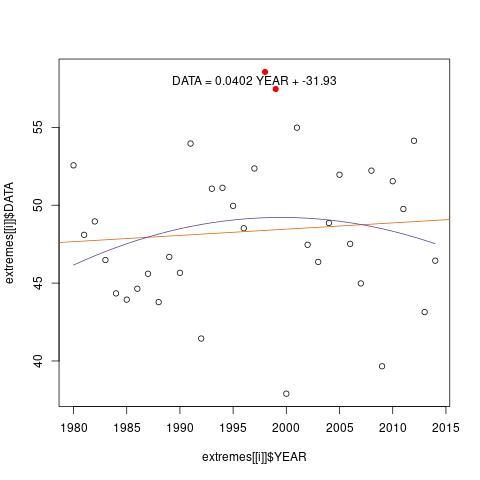 DATA = 0.0402 YEAR + -31.93
55
50
45
40
extremes[[i]]$DATA
1980 1985 1990 1995 2000 2005 2010 2015
extremes[[i]]$YEAR